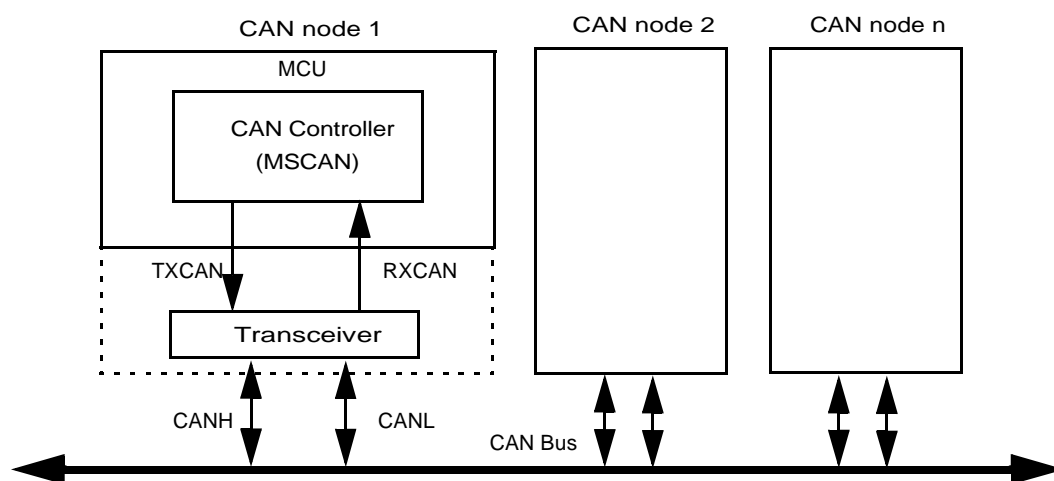 CAN node 1
CAN node 2
CAN node n
MCU
CAN Controller
(MSCAN)
TXCAN
RXCAN
Transceiver
CANH
CANL
CAN Bus